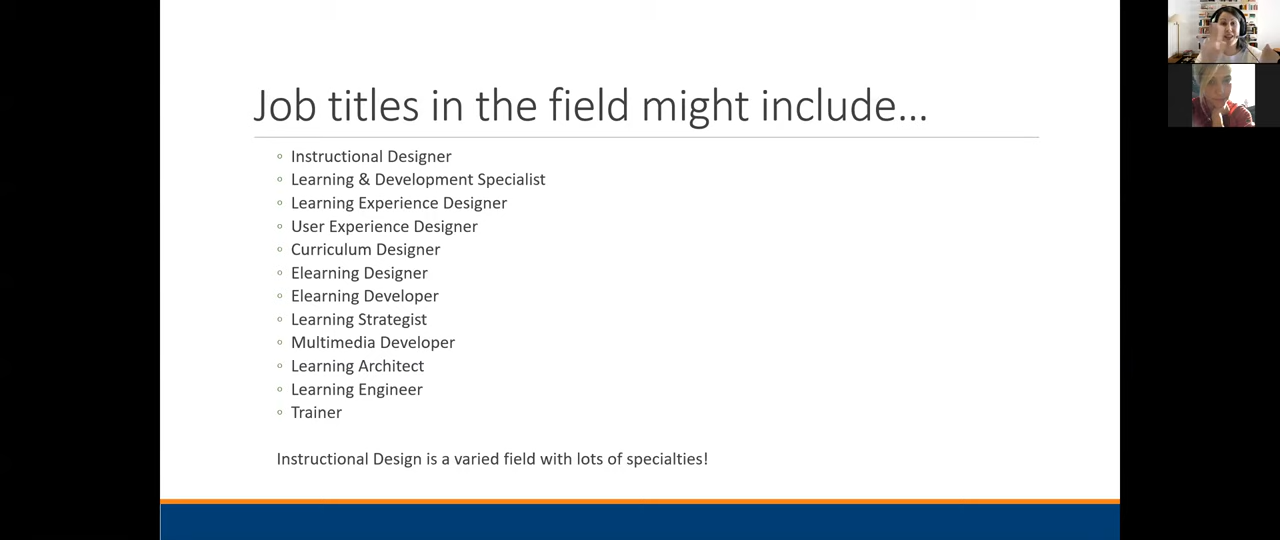 Job titles in the field might include...
◦ Instructional Designer
◦ Learning & Development Specialist
◦ Learning Experience Designer
◦ User Experience Designer
◦ Curriculum Designer
◦ Elearning Designer
◦ Elearning Developer
◦ Learning Strategist
◦ Multimedia Developer
◦ Learning Architect
◦ Learning Engineer
◦ Trainer
Instructional Design is a varied field with lots of specialties!